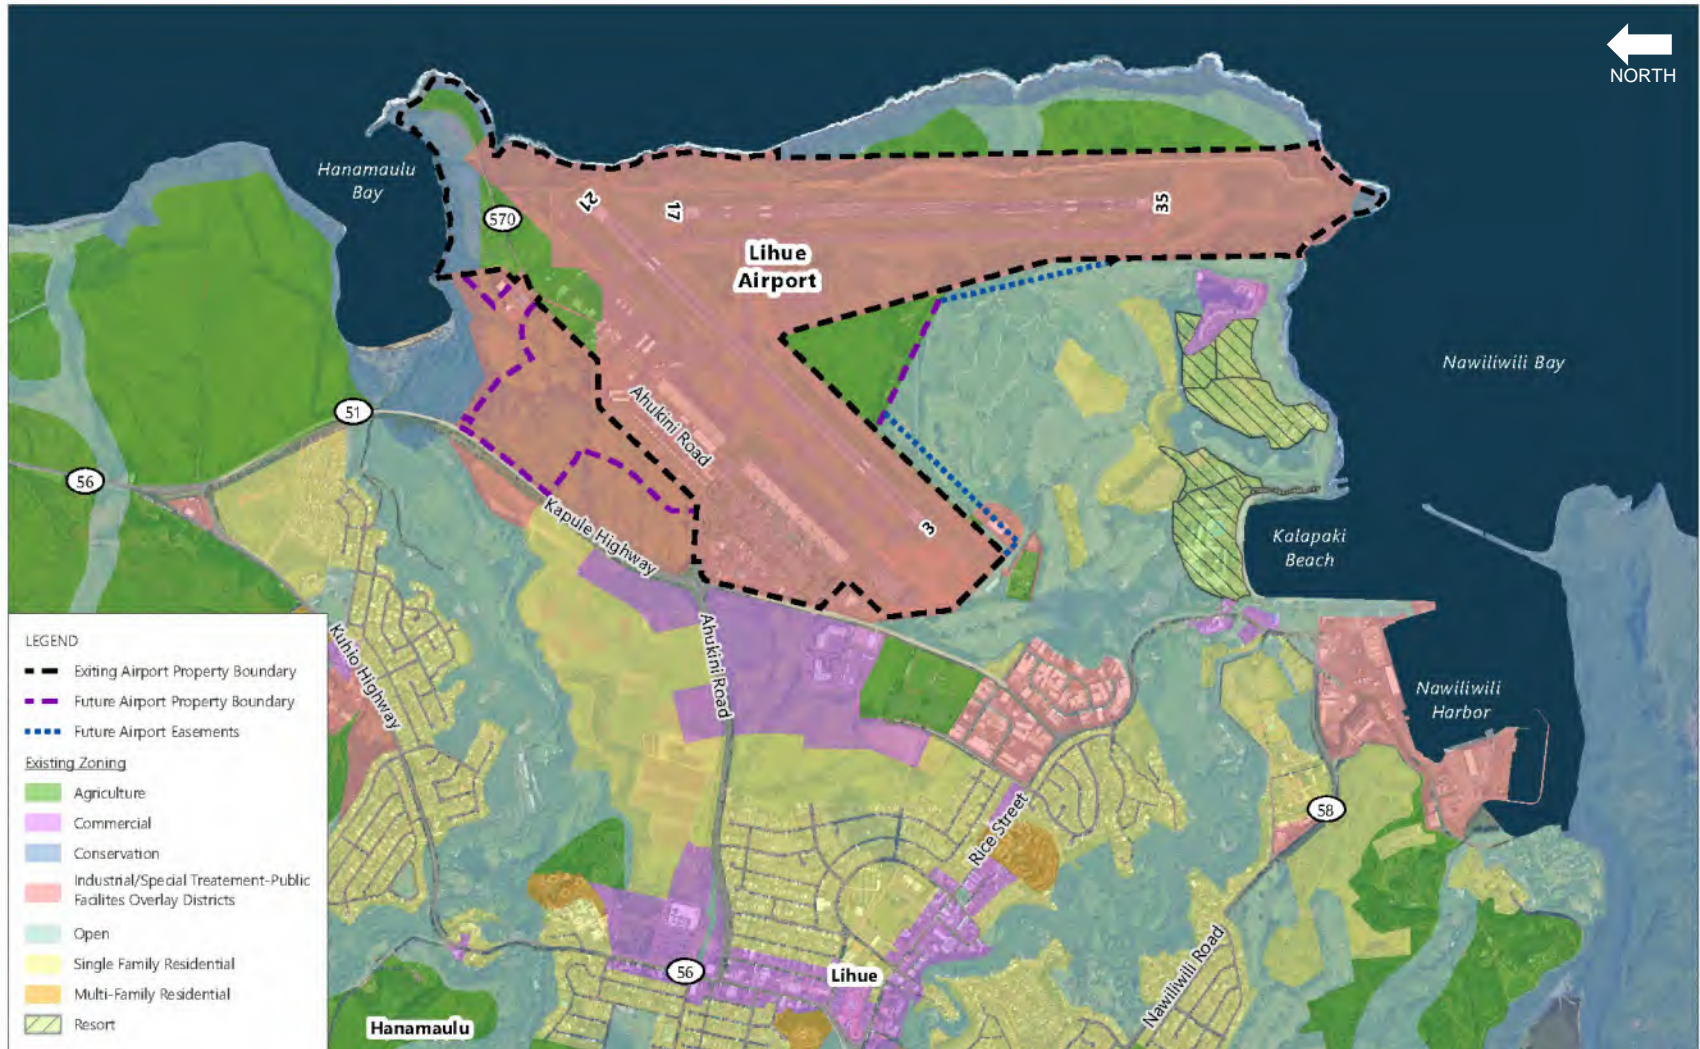 NORTH
Hanamaulu
Bay
570
21
17
35
Lihue
Airport
Nawiliwili Bay
51
56
Ahukini Road
Kapule Highway
3
Kalapaki
Beach
Ahukini Road
Kuhio Highway
Nawiliwili
Harbor
58
Rice Street
Nawiliwili Road
56
Lihue
Hanamaulu
LEGEND
Exiting Airport Property Boundary
Future Airport Property Boundary
Future Airport Easements
Existing Zoning
Agriculture
Commercial
Conservation
Industrial/Special Treatement-Public
Facilites Overlay Districts
Open
Single Family Residential
Multi-Family Residential
Resort